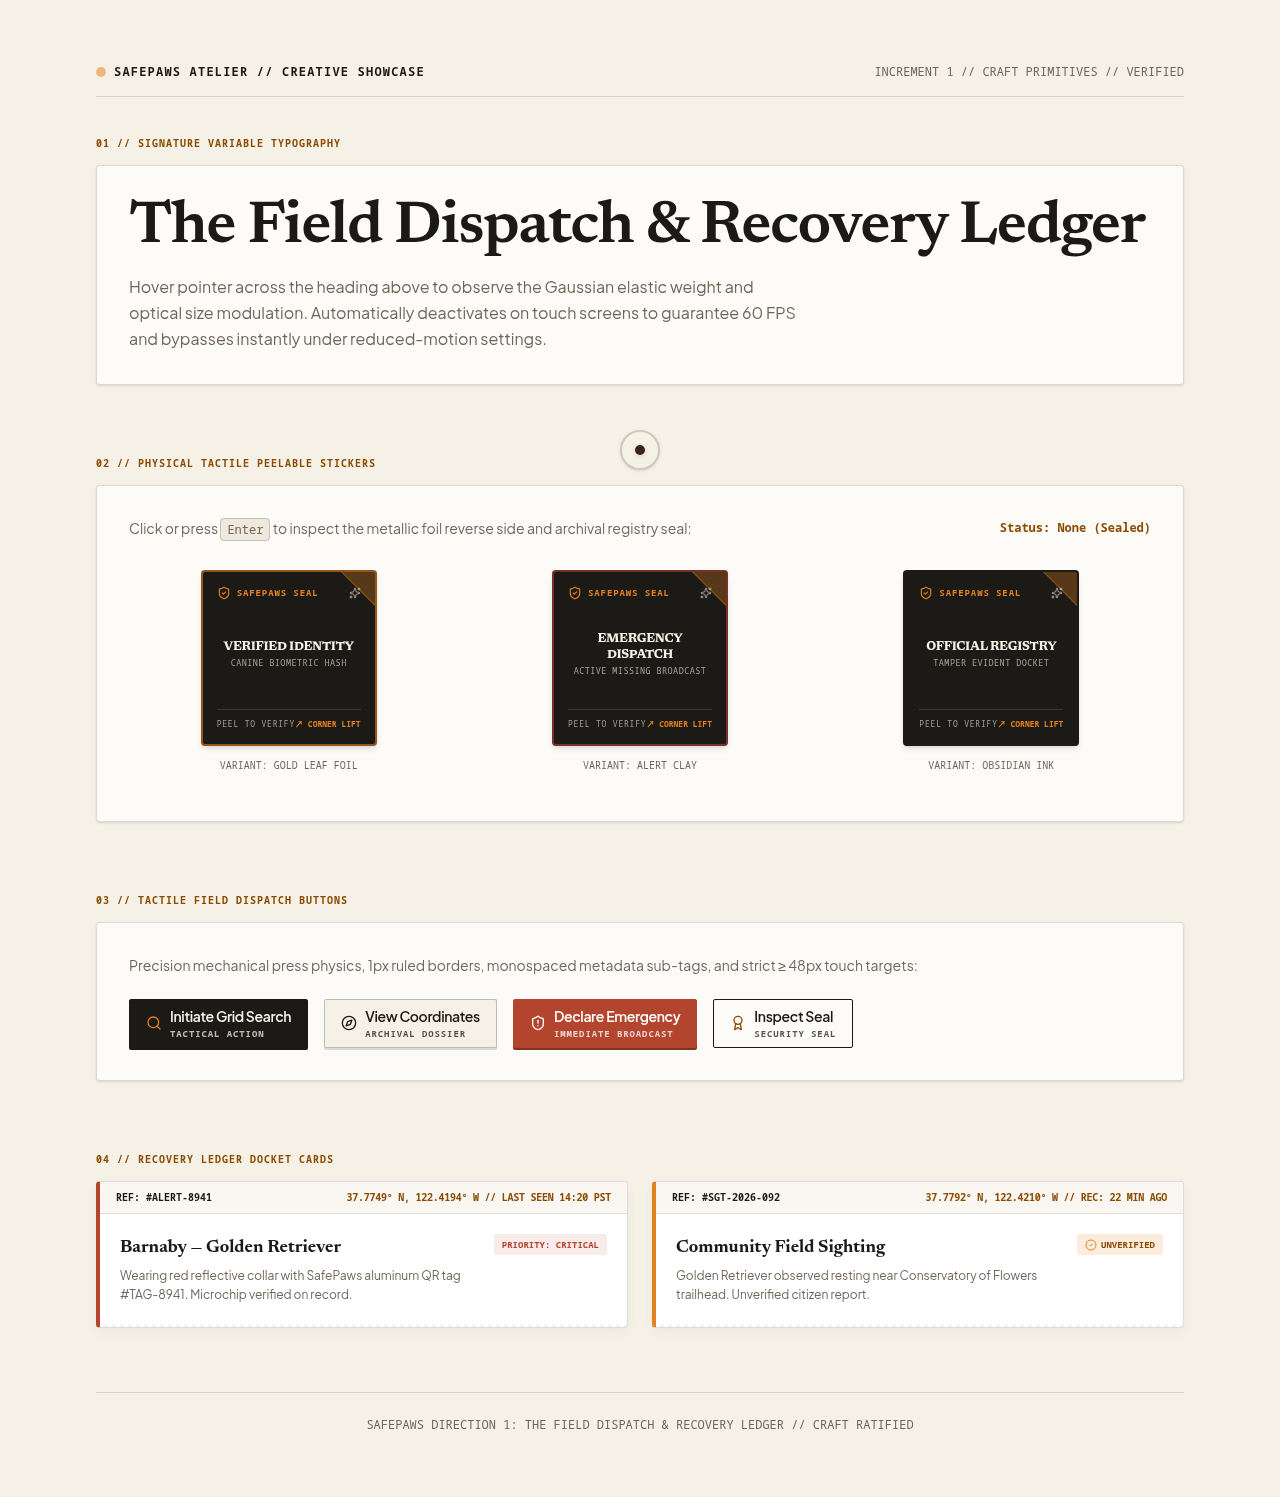 SAFEPAWS ATELIER // CREATIVE SHOWCASE
INCREMENT 1 // CRAFT PRIMITIVES // VERIFIED
01 // SIGNATURE VARIABLE TYPOGRAPHY
The Field Dispatch & Recovery Ledger
Hover pointer across the heading above to observe the Gaussian elastic weight and
optical size modulation. Automatically deactivates on touch screens to guarantee 60 FPS
and bypasses instantly under reduced-motion settings.
02 // PHYSICAL TACTILE PEELABLE STICKERS
Click or press Enter to inspect the metallic foil reverse side and archival registry seal:
Status: None (Sealed)
SAFEPAWS SEAL
VERIFIED IDENTITY
CANINE BIOMETRIC HASH
PEEL TO VERIFY↗ CORNER LIFT
VARIANT: GOLD LEAF FOIL
SAFEPAWS SEAL
EMERGENCY
DISPATCH
ACTIVE MISSING BROADCAST
PEEL TO VERIFY↗ CORNER LIFT
VARIANT: ALERT CLAY
SAFEPAWS SEAL
OFFICIAL REGISTRY
TAMPER EVIDENT DOCKET
PEEL TO VERIFY↗ CORNER LIFT
VARIANT: OBSIDIAN INK
03 // TACTILE FIELD DISPATCH BUTTONS
Precision mechanical press physics, 1px ruled borders, monospaced metadata sub-tags, and strict ≥ 48px touch targets:
Initiate Grid Search
TACTICAL ACTION
View Coordinates
ARCHIVAL DOSSIER
Declare Emergency
IMMEDIATE BROADCAST
Inspect Seal
SECURITY SEAL
04 // RECOVERY LEDGER DOCKET CARDS
REF: #ALERT-8941
37.7749° N, 122.4194° W // LAST SEEN 14:20 PST
Barnaby — Golden Retriever
PRIORITY: CRITICAL
Wearing red reflective collar with SafePaws aluminum QR tag
#TAG-8941. Microchip verified on record.
REF: #SGT-2026-092
37.7792° N, 122.4210° W // REC: 22 MIN AGO
Community Field Sighting
UNVERIFIED
Golden Retriever observed resting near Conservatory of Flowers
trailhead. Unverified citizen report.
SAFEPAWS DIRECTION 1: THE FIELD DISPATCH & RECOVERY LEDGER // CRAFT RATIFIED